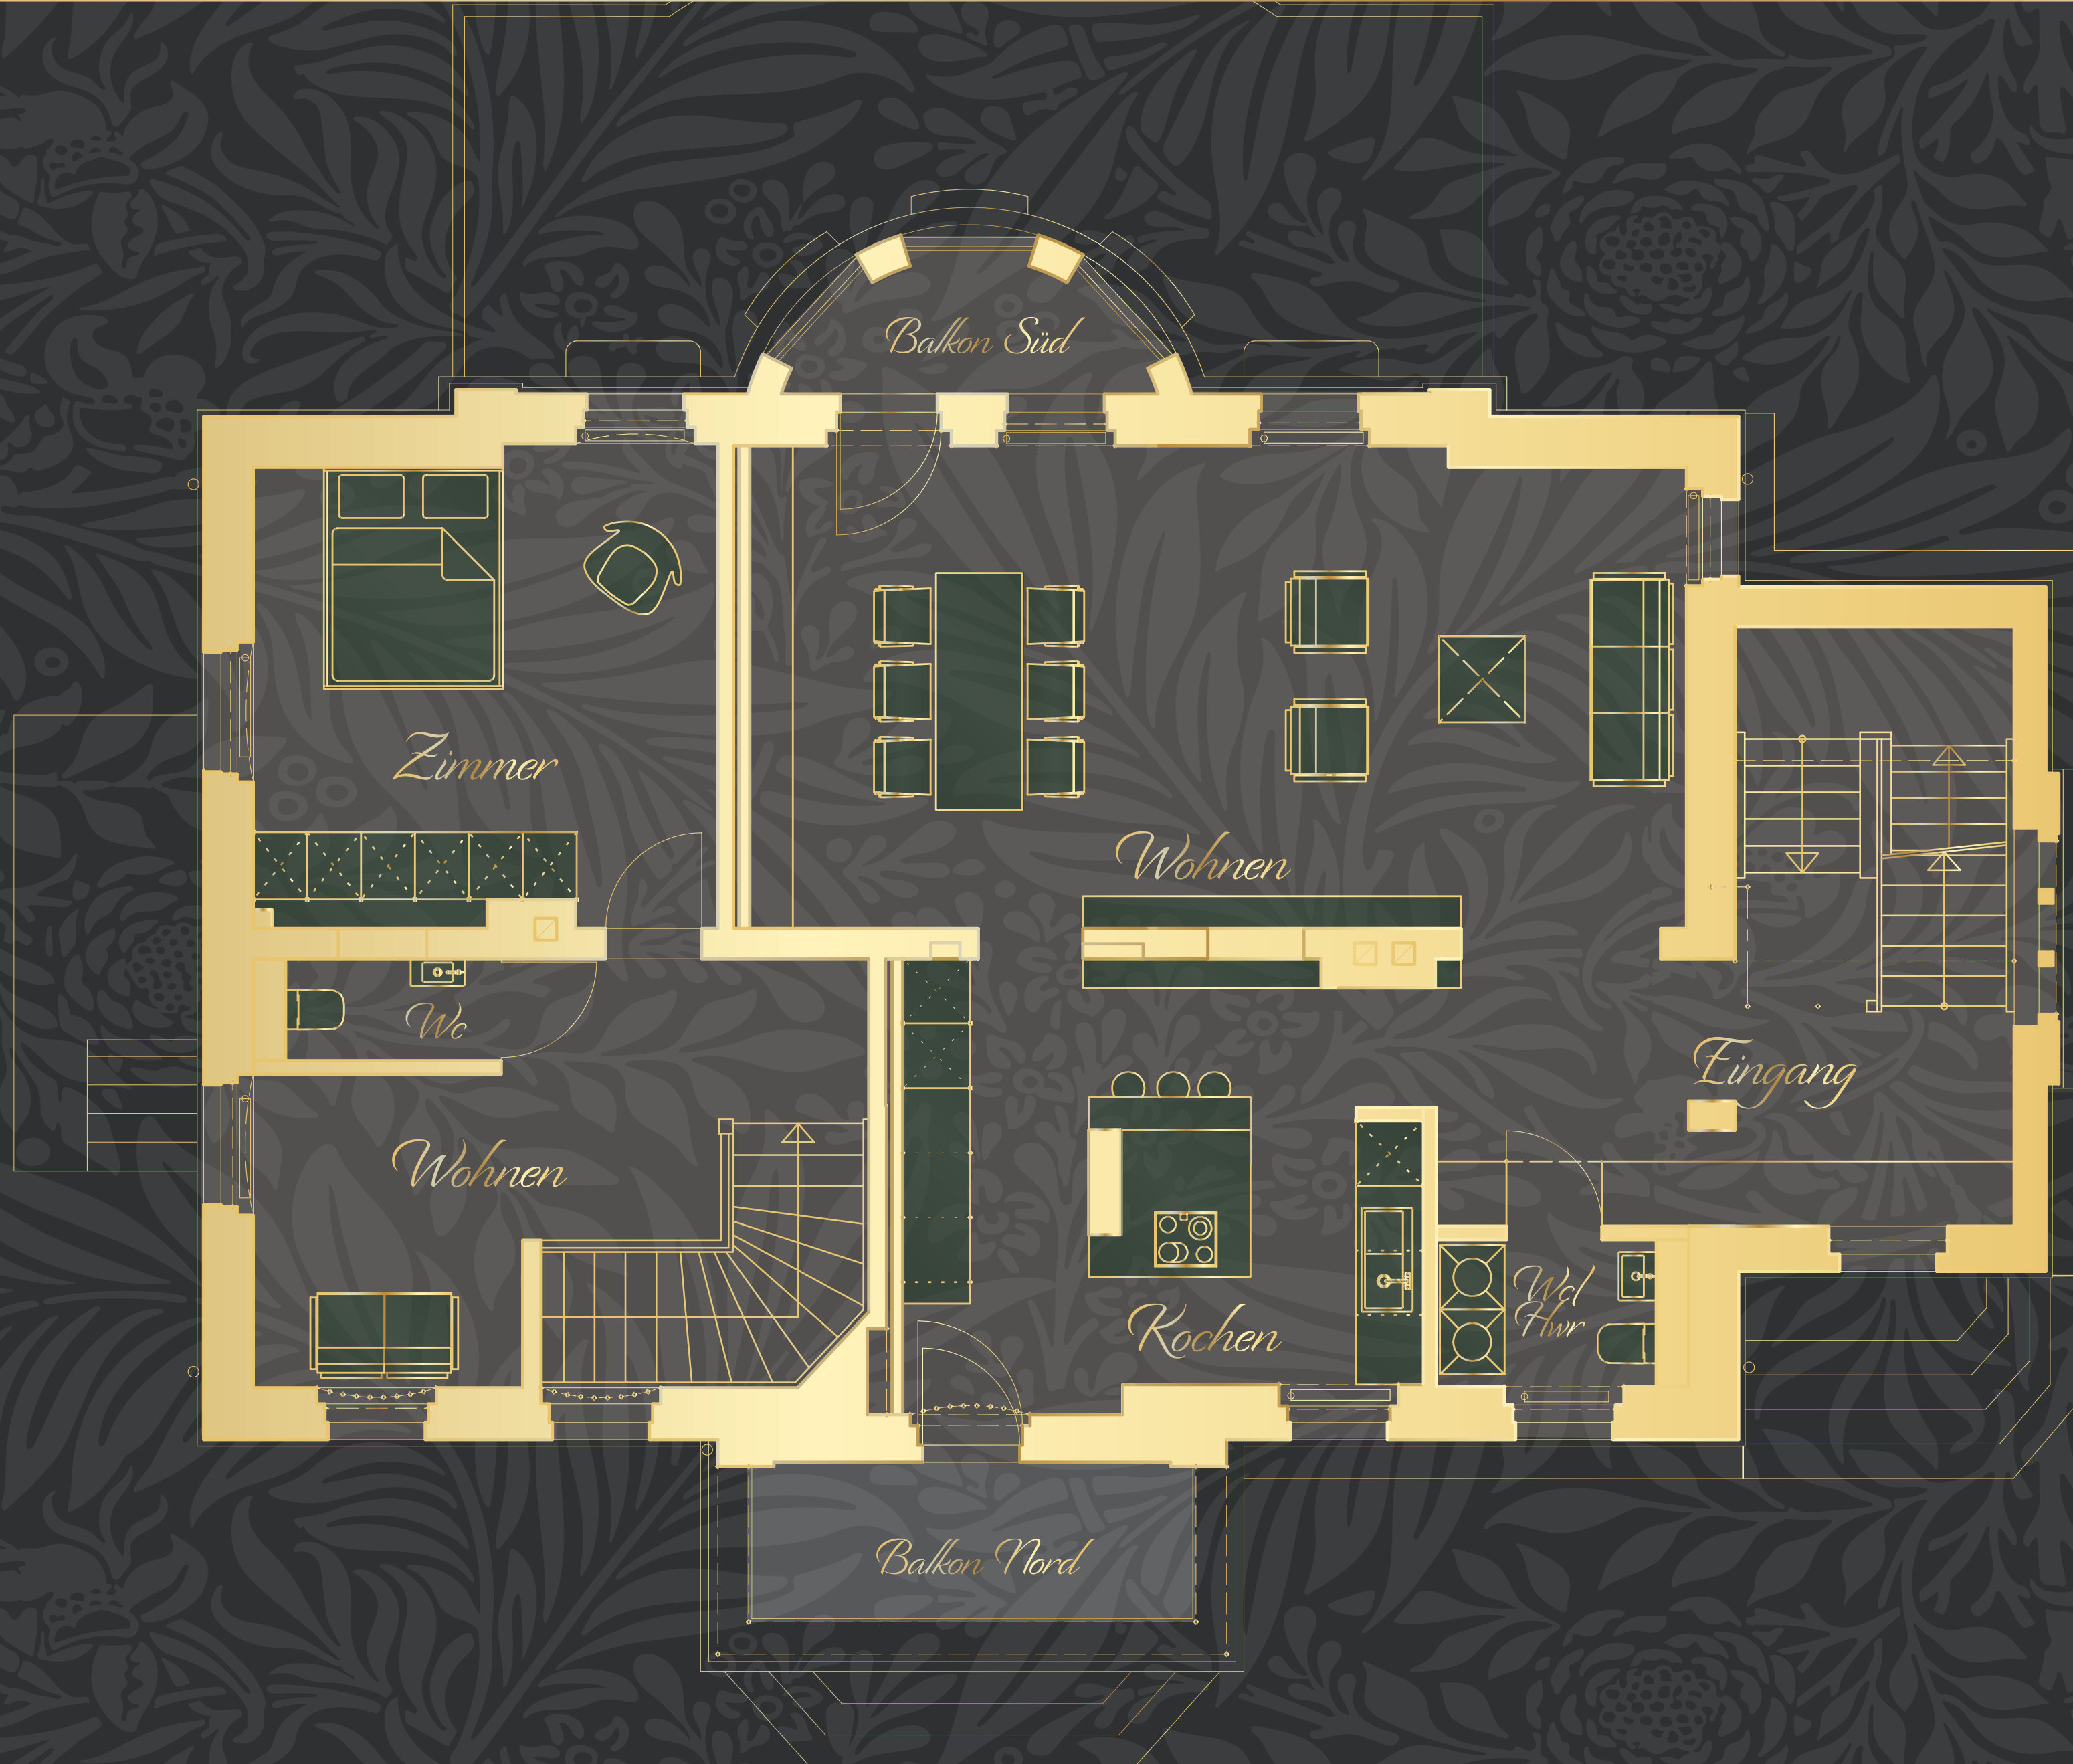 Balkon Süd
Zimmer
Wohnen
Wc
Eingang
Wohnen
Wc/
Hwr
Kochen
Balkon Nord